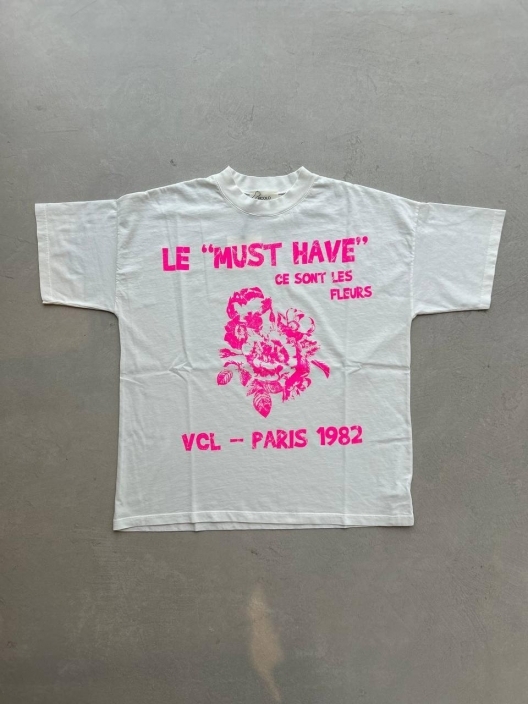 LE “MUST HAVE”
CE SONT LES
FLEURS
VCL — PARIS 1982